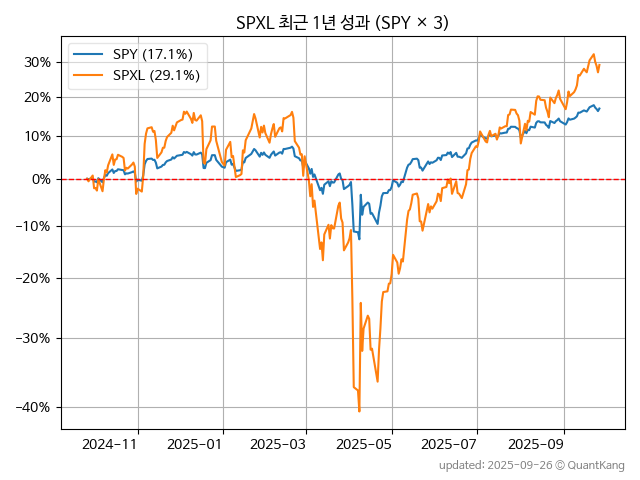 SPXL 최근 1년 성과 (SPY × 3)
SPY (17.1%)
SPXL (29.1%)
30%
20%
10%
0%
−10%
−20%
−30%
−40%
2024−11 2025−01 2025−03 2025−05 2025−07 2025−09
updated: 2025-09-26 © QuantKang